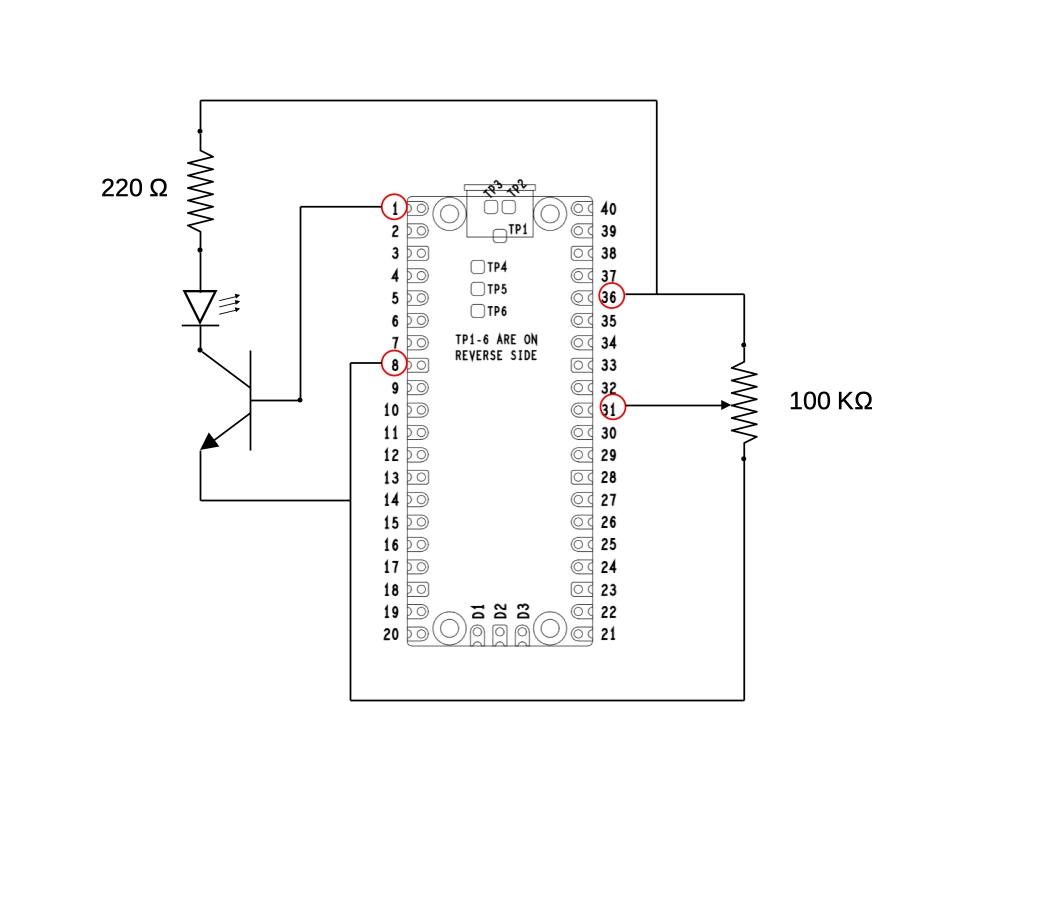 220 Ω
TP3 TP2
TP1
TP4
TP5
TP6
TP1-6 ARE ON
REVERSE SIDE
1 40
2 39
3 38
4 37
5 36
6 35
7 34
8 33
9 32
10 31
11 30
12 29
13 28
14 27
15 26
16 25
17 24
18 23
19 22
20 21
D1 D2 D3
100 KΩ